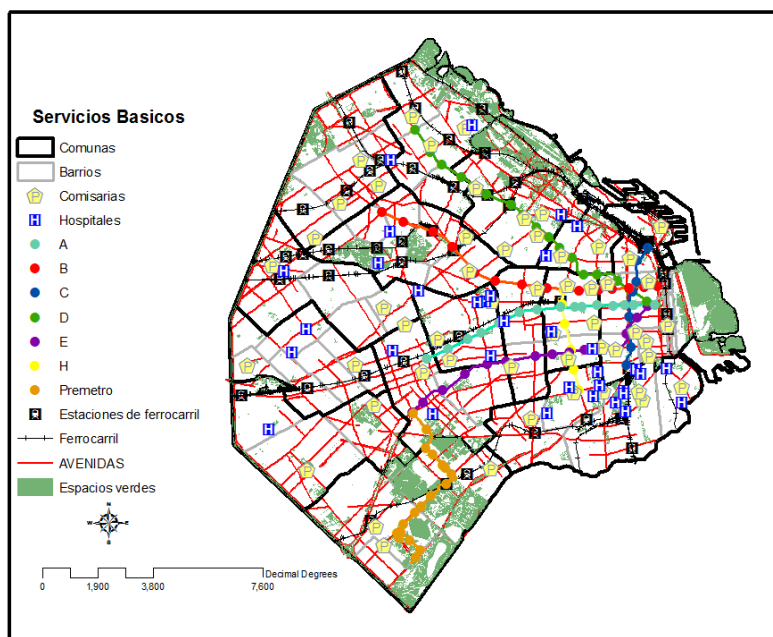 Servicios Basicos
Comunas
Barrios
Comisarias
Hospitales
A
B
C
D
E
H
Premetro
Estaciones de ferrocarril
Ferrocarril
AVENIDAS
Espacios verdes
N
W E
S
Decimal Degrees
0 1,900 3,800 7,600